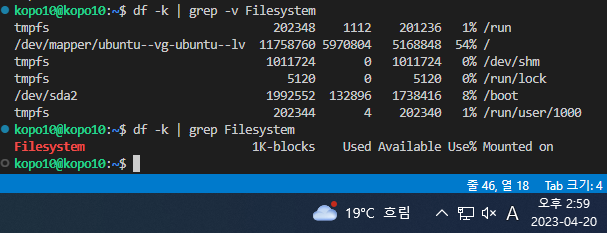 kopo10@kopo10:~$ df -k | grep -v Filesystem
tmpfs 202348 1112 201236 1% /run
/dev/mapper/ubuntu--vg-ubuntu--lv 11758760 5970804 5168848 54% /
tmpfs 1011724 0 1011724 0% /dev/shm
tmpfs 5120 0 5120 0% /run/lock
/dev/sda2 1992552 132896 1738416 8% /boot
tmpfs 202344 4 202340 1% /run/user/1000
kopo10@kopo10:~$ df -k | grep Filesystem
Filesystem 1K-blocks Used Available Use% Mounted on
kopo10@kopo10:~$
줄 46, 열 18 Tab 크기: 4
19°C 흐림 A 오후 2:59
2023-04-20